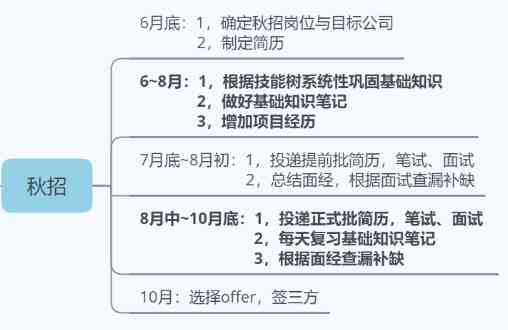 6月底：1，确定秋招岗位与目标公司
2，制定简历
6~8月：1，根据技能树系统性巩固基础知识
2，做好基础知识笔记
3，增加项目经历
7月底~8月初：1，投递提前批简历，笔试、面试
2，总结面经，根据面试查漏补缺
秋招
8月中~10月底：1，投递正式批简历，笔试、面试
2，每天复习基础知识笔记
3，根据面经查漏补缺
10月：选择offer，签三方